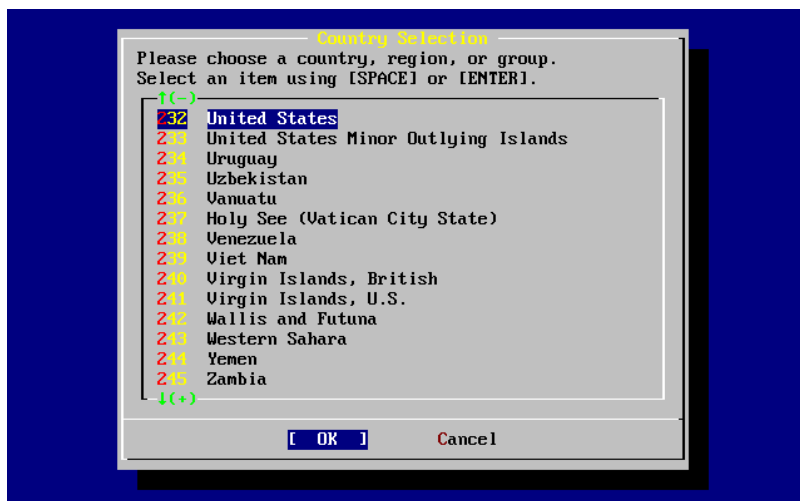 Country Selection
Please choose a country, region, or group.
Select an item using [SPACE] or [ENTER].
↑(-)
232 United States
233 United States Minor Outlying Islands
234 Uruguay
235 Uzbekistan
236 Vanuatu
237 Holy See (Vatican City State)
238 Venezuela
239 Viet Nam
240 Virgin Islands, British
241 Virgin Islands, U.S.
242 Wallis and Futuna
243 Western Sahara
244 Yemen
245 Zambia
↓(+)
[ OK ] Cancel